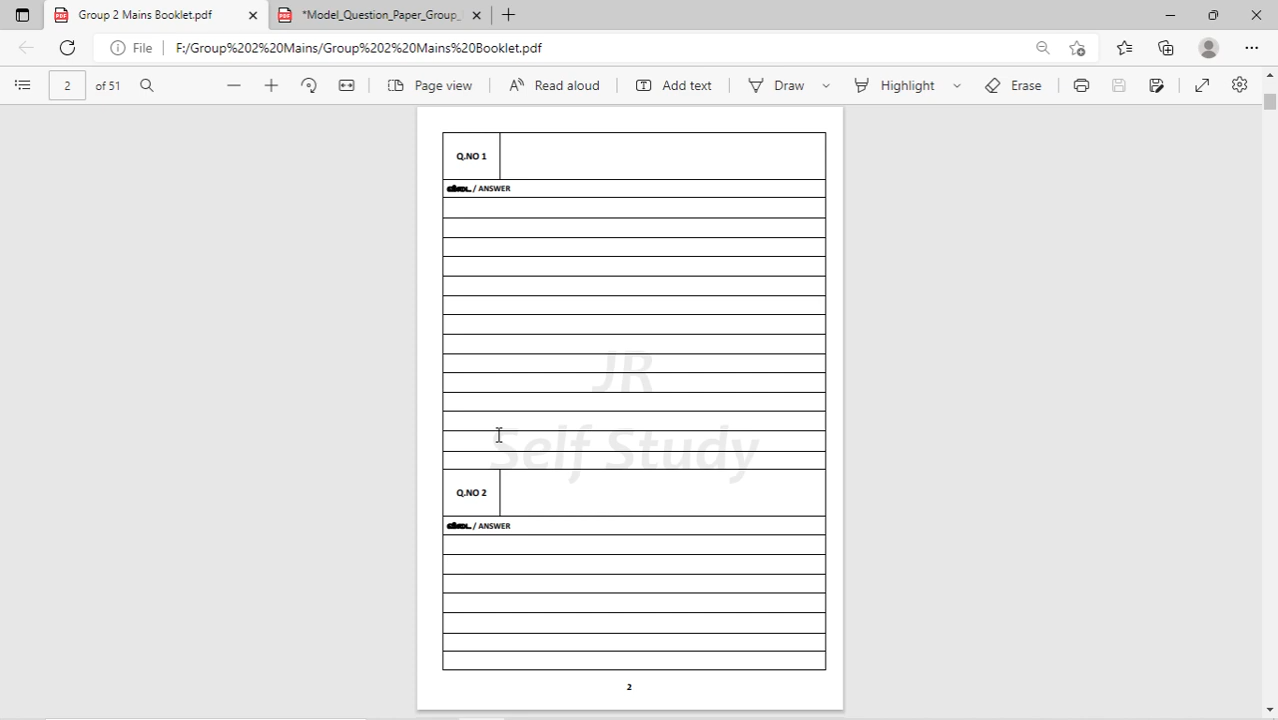 Group 2 Mains Booklet.pdf
*Model_Question_Paper_Group_
File
F:/Group%202%20Mains/Group%202%20Mains%20Booklet.pdf
2
of 51
Page view
Read aloud
Add text
Draw
Highlight
Erase
Q.NO 1
/ ANSWER
JR
Self Study
Q.NO 2
/ ANSWER
2